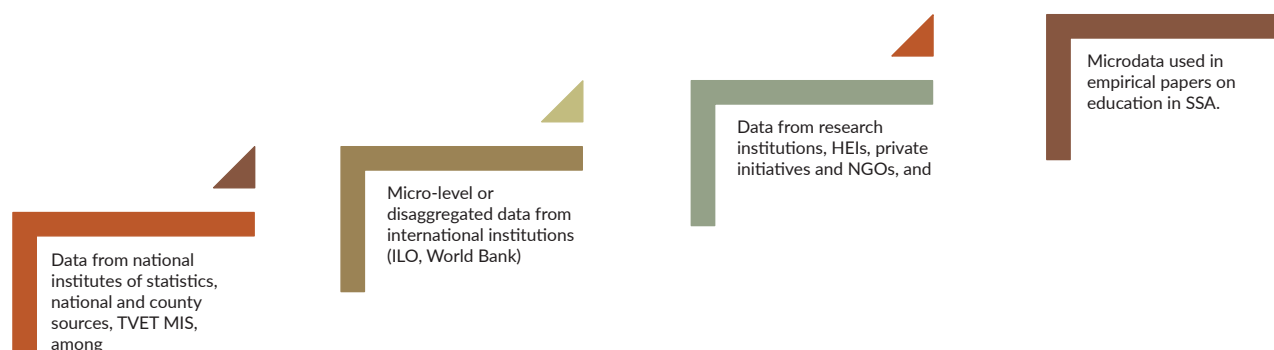 Data from national
institutes of statistics,
national and county
sources, TVET MIS,
among
Micro-level or
disaggregated data from
international institutions
(ILO, World Bank)
Data from research
institutions, HEIs, private
initiatives and NGOs, and
Microdata used in
empirical papers on
education in SSA.